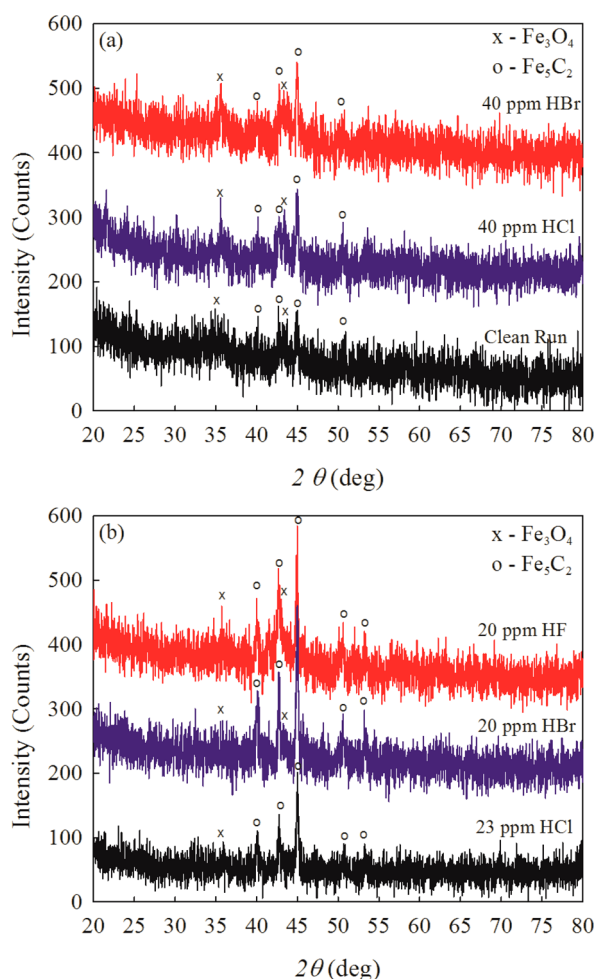 (a)
x - Fe₃O₄
o - Fe₅C₂
600
500
400
300
200
100
0
Intensity (Counts)
x
o
o
x
o
o
40 ppm HBr
x
o
o
x
o
o
40 ppm HCl
x
o
o
x
o
o
Clean Run
20 25 30 35 40 45 50 55 60 65 70 75 80
2 θ (deg)
(b)
x - Fe₃O₄
o - Fe₅C₂
600
500
400
300
200
100
0
Intensity (Counts)
x
o
o
x
o
o
o
20 ppm HF
x
o
o
x
o
o
20 ppm HBr
x
o
o
o
o
o
23 ppm HCl
20 25 30 35 40 45 50 55 60 65 70 75 80
2θ (deg)